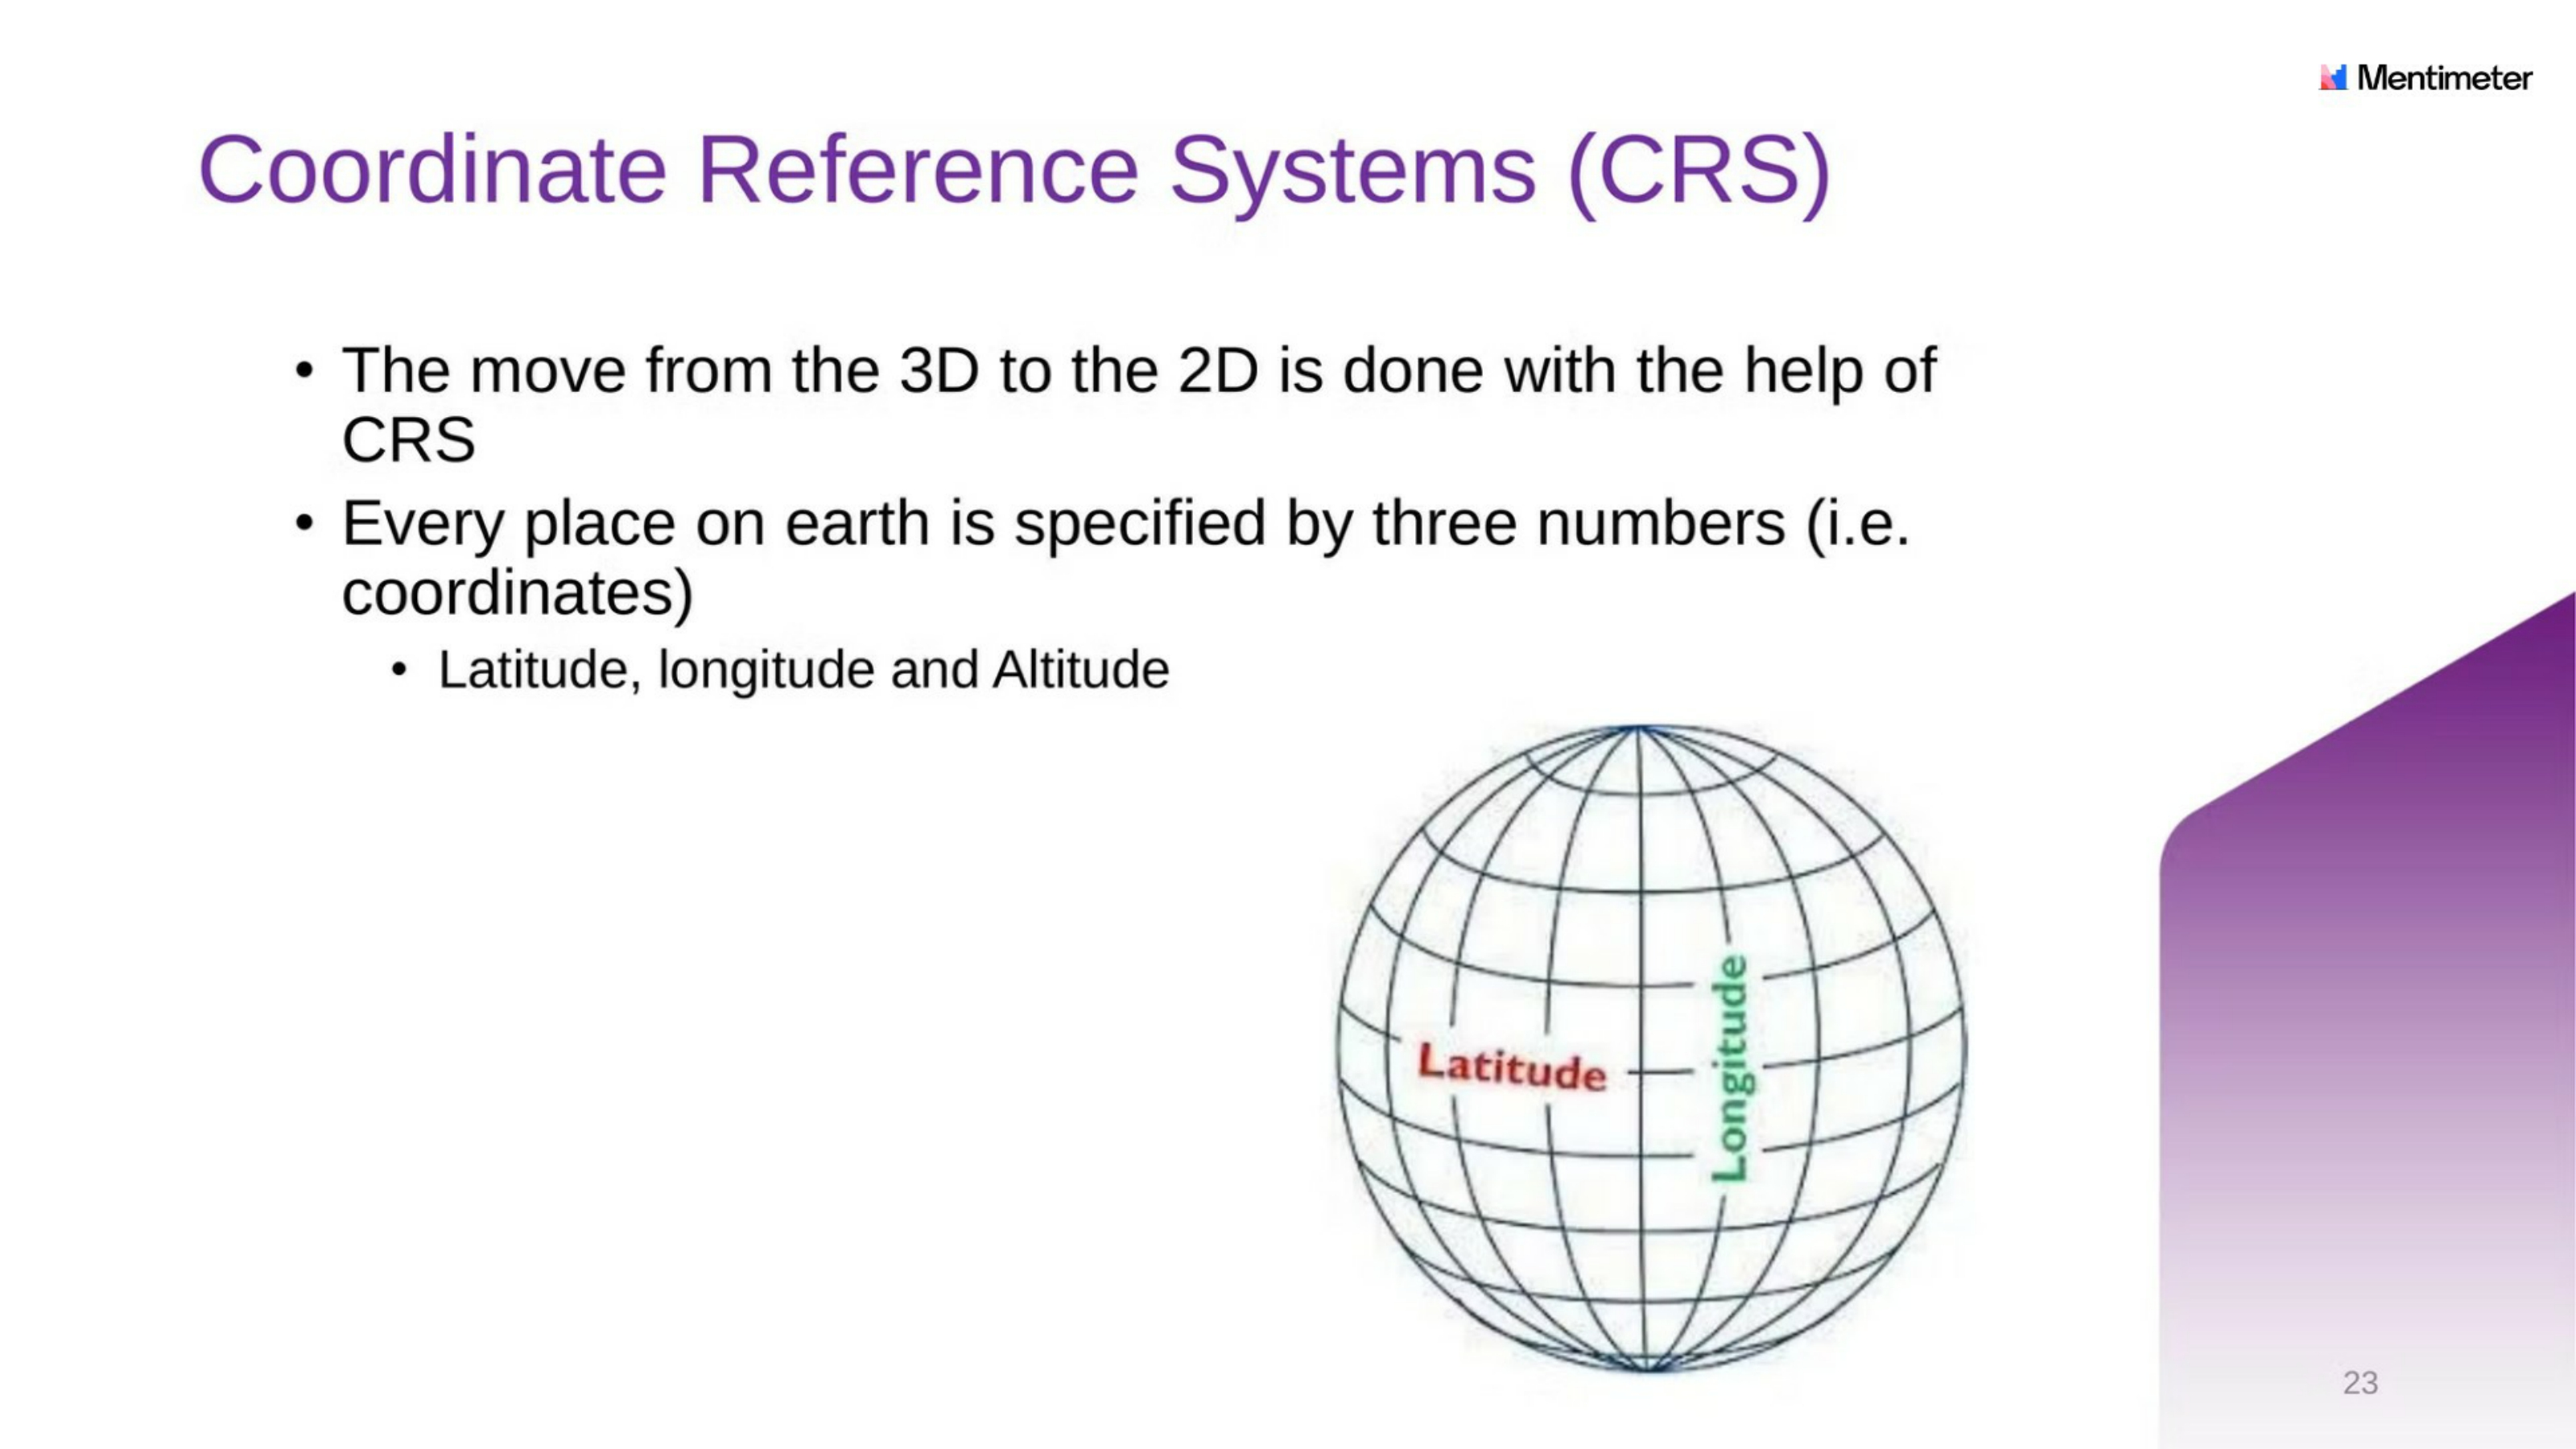 Mentimeter
Coordinate Reference Systems (CRS)
• The move from the 3D to the 2D is done with the help of
CRS
• Every place on earth is specified by three numbers (i.e.
coordinates)
• Latitude, longitude and Altitude
Latitude
Longitude
23